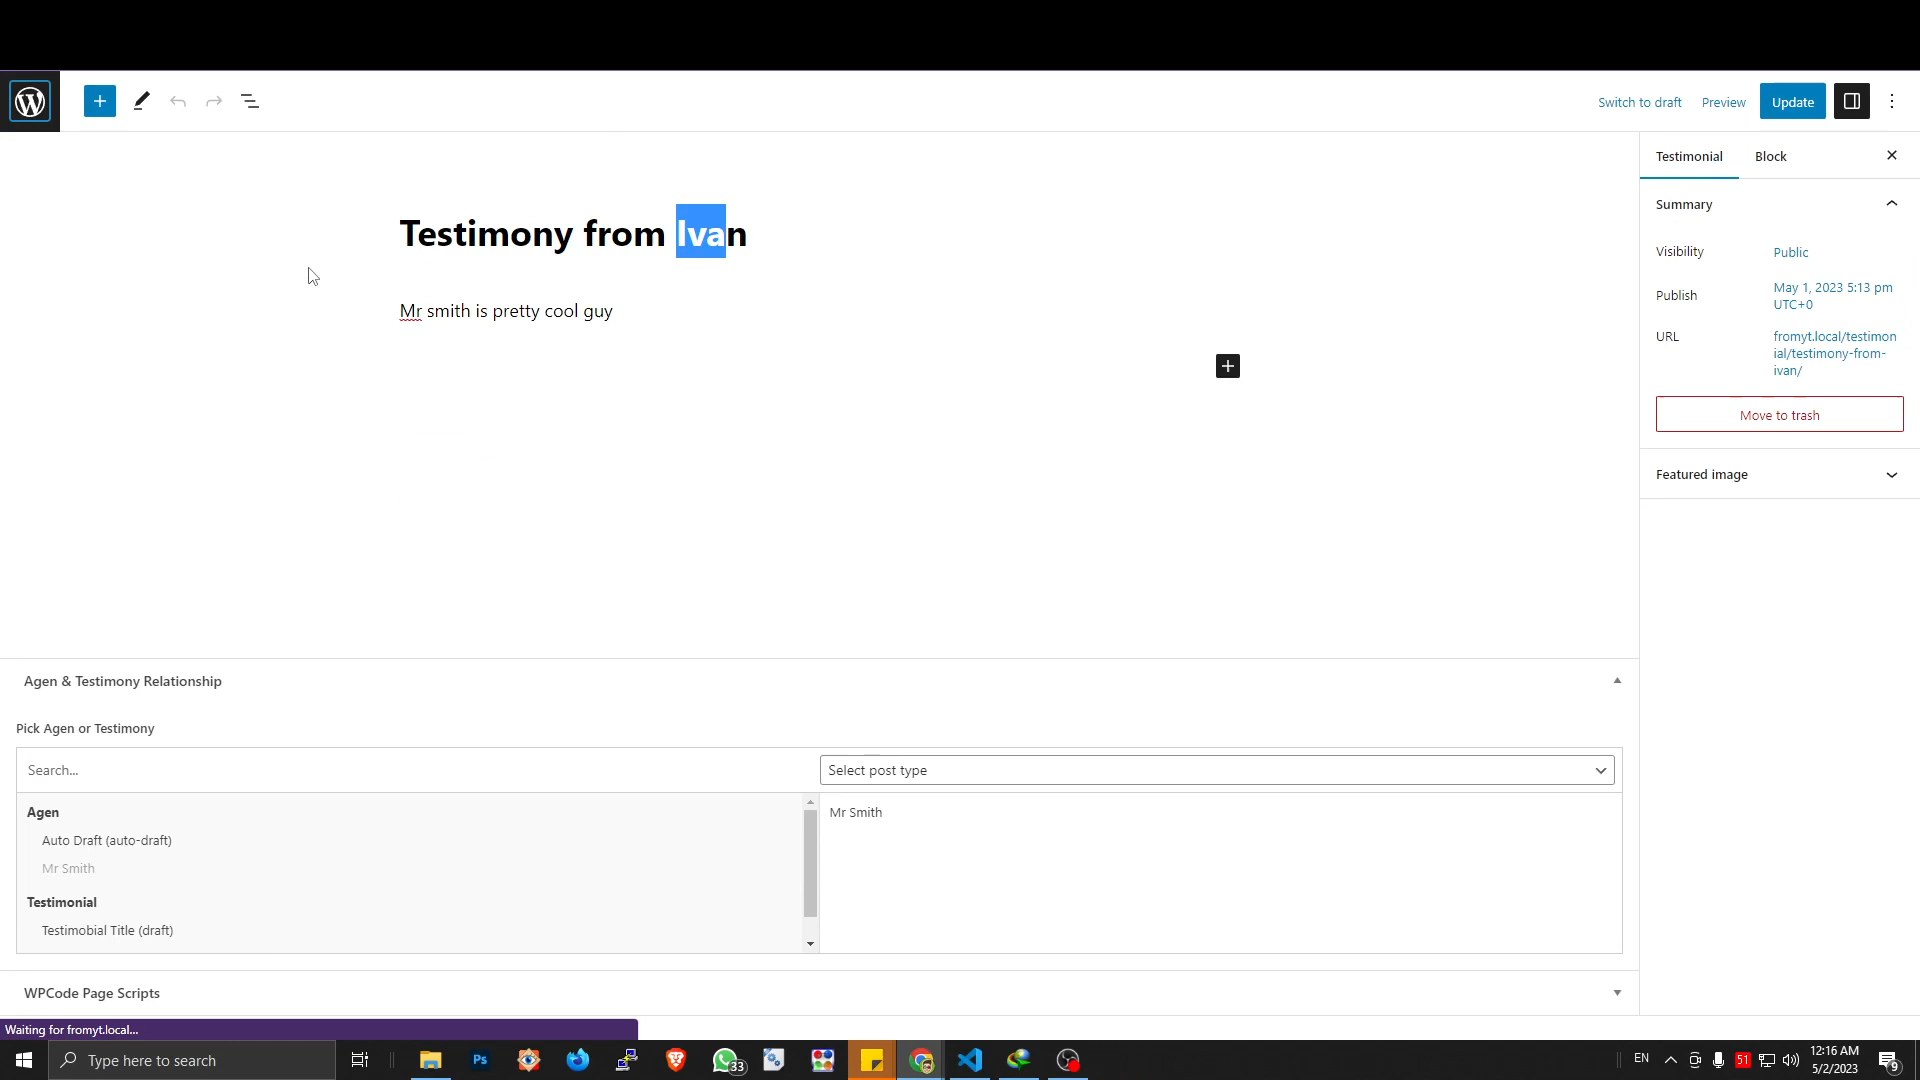 Switch to draft
Preview
Update
Testimonial
Block
Testimony from Ivan
Mr smith is pretty cool guy
Summary
Visibility
Public
Publish
May 1, 2023 5:13 pm
UTC+0
URL
fromyt.local/testimon
ial/testimony-from-
ivan/
Move to trash
Featured image
Agen & Testimony Relationship
Pick Agen or Testimony
Search...
Select post type
Agen
Auto Draft (auto-draft)
Mr Smith
Testimonial
Testimobial Title (draft)
Mr Smith
WPCode Page Scripts
Waiting for fromyt.local...
Type here to search
Ps
33
EN
51
12:16 AM
5/2/2023
9